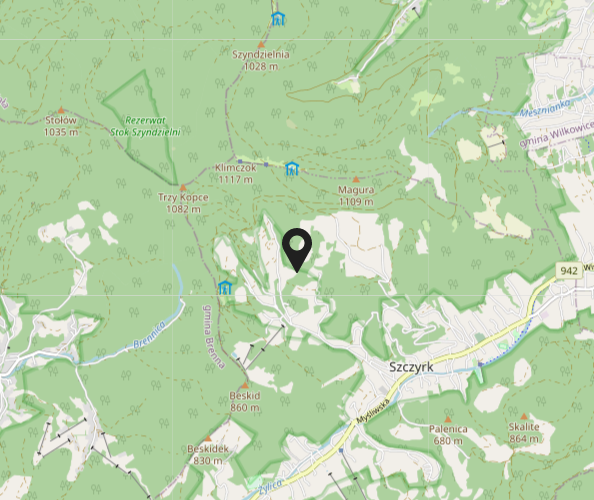 Szyndzielnia
1028 m
Stołów
1035 m
Rezerwat
Stok Szyndzielni
Mesznianka
gmina Wilkowice
Klimczok
1117 m
Trzy Kopce
1082 m
Magura
1109 m
942
Brennica
gmina Brenna
Szczyrk
Beskid
860 m
Myśliwska
Palenica
680 m
Skalite
864 m
Beskidek
830 m
Żylica